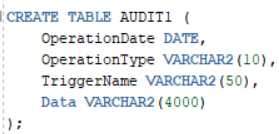 CREATE TABLE AUDIT1 (
OperationDate DATE,
OperationType VARCHAR2(10),
TriggerName VARCHAR2(50),
Data VARCHAR2(4000)
);